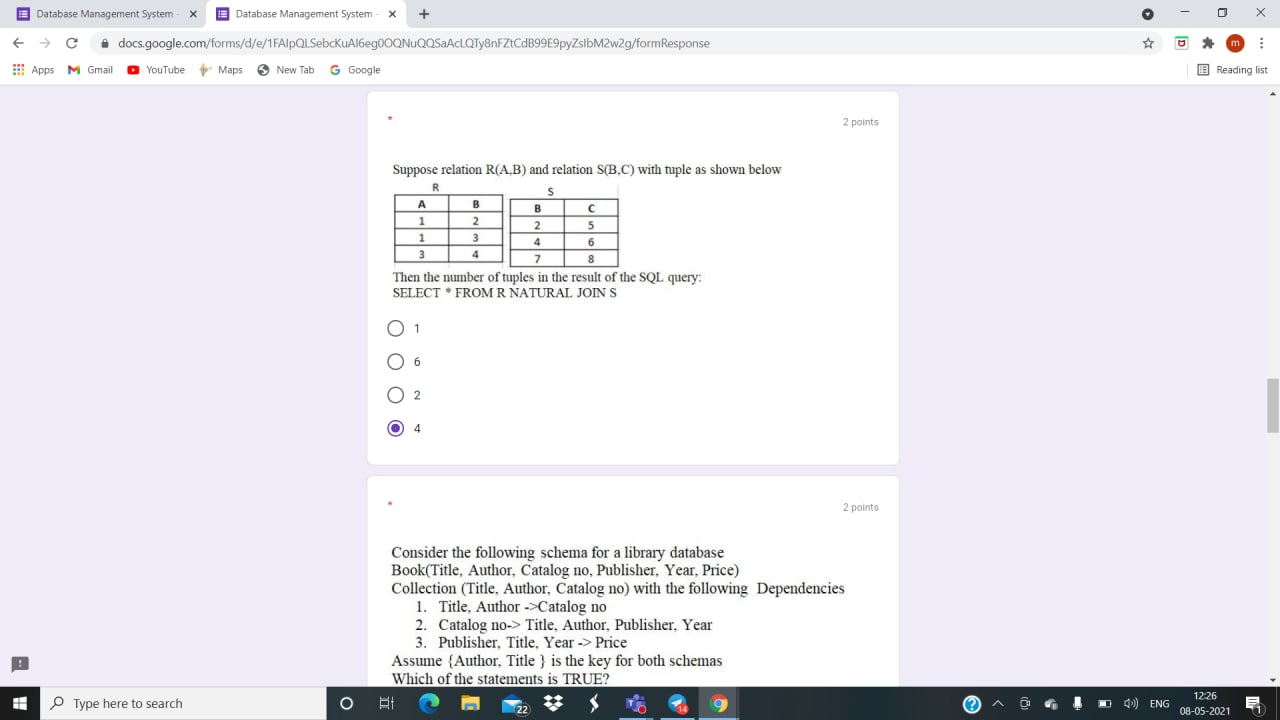 Database Management System -
Database Management System -
docs.google.com/forms/d/e/1FAIpQLSebcKuAl6eg0OQNuQQSaAcLQTy8nFZtCdB99E9pyZsIbM2w2g/formResponse
m
Apps Gmail YouTube Maps New Tab Google Reading list
* 2 points
Suppose relation R(A,B) and relation S(B,C) with tuple as shown below
R
A B
1 2
1 3
3 4
S
B C
2 5
4 6
7 8
Then the number of tuples in the result of the SQL query:
SELECT * FROM R NATURAL JOIN S
1
6
2
4
* 2 points
Consider the following schema for a library database
Book(Title, Author, Catalog no, Publisher, Year, Price)
Collection (Title, Author, Catalog no) with the following Dependencies
1. Title, Author ->Catalog no
2. Catalog no-> Title, Author, Publisher, Year
3. Publisher, Title, Year -> Price
Assume {Author, Title } is the key for both schemas
Which of the statements is TRUE?
Type here to search
22
14
ENG
12:26
08-05-2021
1